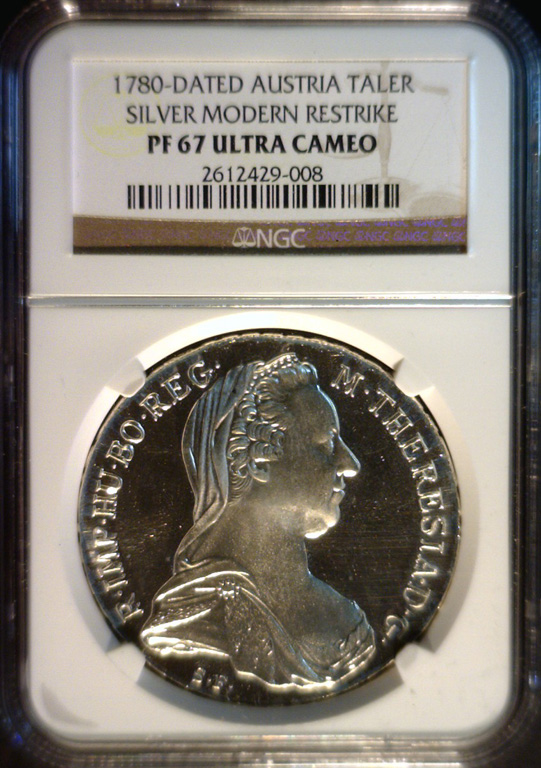 1780-DATED AUSTRIA TALER
SILVER MODERN RESTRIKE
PF 67 ULTRA CAMEO
2612429-008
NGC
R·IMP·HU·BO·REG·
M·THERESIA·D·G·
S·F·